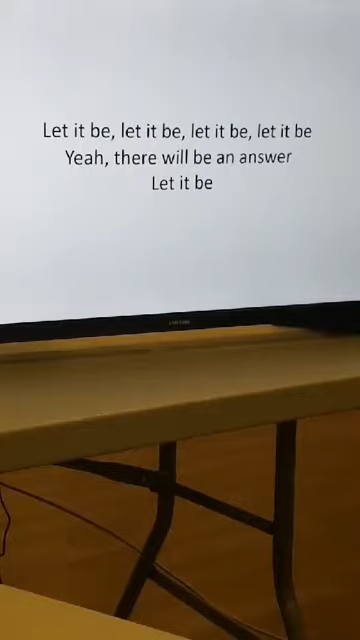 Let it be, let it be, let it be, let it be
Yeah, there will be an answer
Let it be